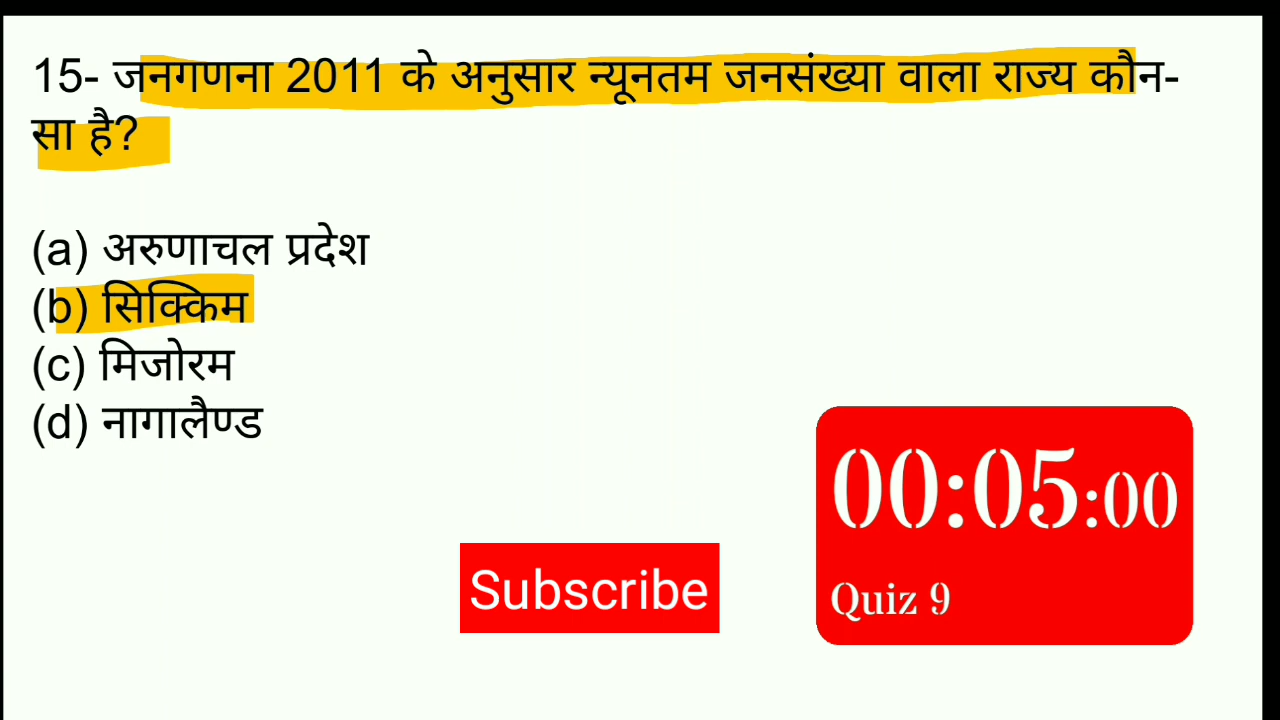 15- जनगणना 2011 के अनुसार न्यूनतम जनसंख्या वाला राज्य कौन-
सा है?
(a) अरुणाचल प्रदेश
(b) सिक्किम
(c) मिजोरम
(d) नागालैण्ड
00:05:00
Subscribe
Quiz 9